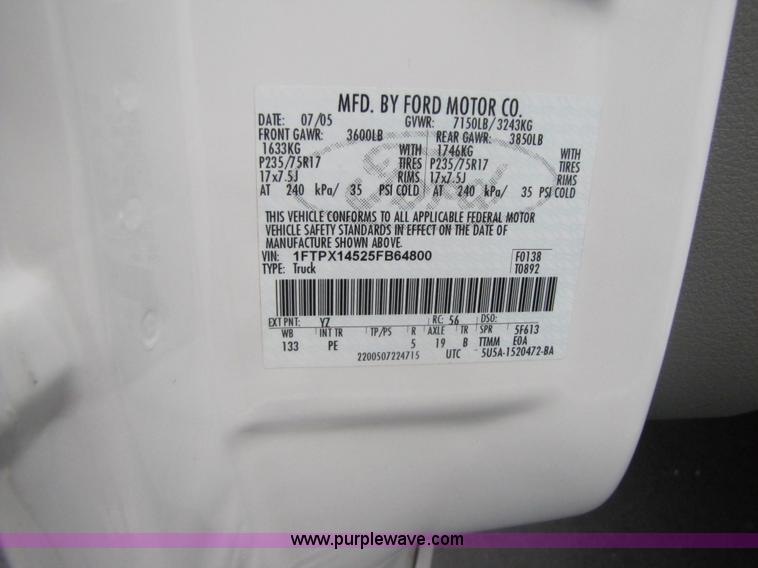 MFD. BY FORD MOTOR CO.
DATE: 07/05 GVWR: 7150LB/3243KG
FRONT GAWR: 3600LB REAR GAWR: 3850LB
1633KG WITH 1746KG WITH
P235/75R17 TIRES P235/75R17 TIRES
17x7.5J RIMS 17x7.5J RIMS
AT 240 kPa/ 35 PSI COLD AT 240 kPa/ 35 PSI COLD
THIS VEHICLE CONFORMS TO ALL APPLICABLE FEDERAL MOTOR
VEHICLE SAFETY STANDARDS IN EFFECT ON THE DATE OF
MANUFACTURE SHOWN ABOVE.
VIN: 1FTPX14525FB64800 F0138
TYPE: Truck T0892
EXT PNT: YZ RC: 56 DSO:
WB INT TR TP/PS R AXLE TR SPR 5F613
133 PE 5 19 B TTMM E0A
2200507224715 UTC 5U5A-1520472-BA
Ford
www.purplewave.com